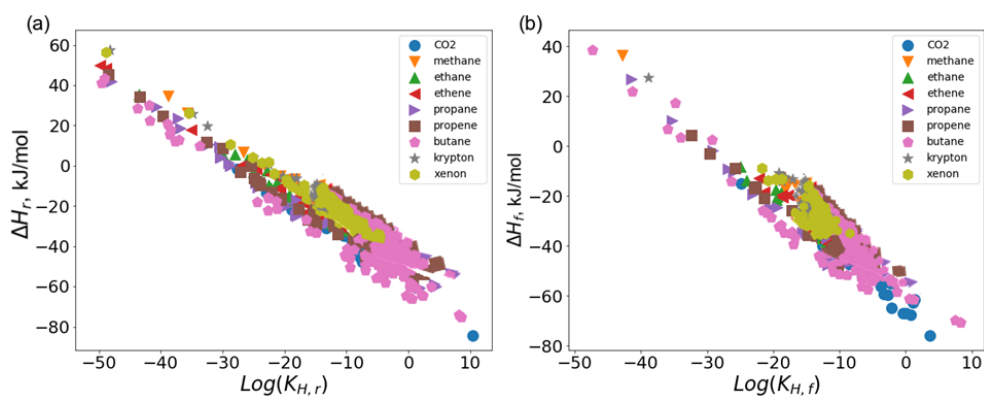 (a)
60
40
20
0
−20
−40
−60
−80
ΔH_r, kJ/mol
−50 −40 −30 −20 −10 0 10
Log(K_{H, r})
CO2
methane
ethane
ethene
propane
propene
butane
krypton
xenon
(b)
40
20
0
−20
−40
−60
−80
ΔH_f, kJ/mol
−50 −40 −30 −20 −10 0 10
Log(K_{H, f})
CO2
methane
ethane
ethene
propane
propene
butane
krypton
xenon